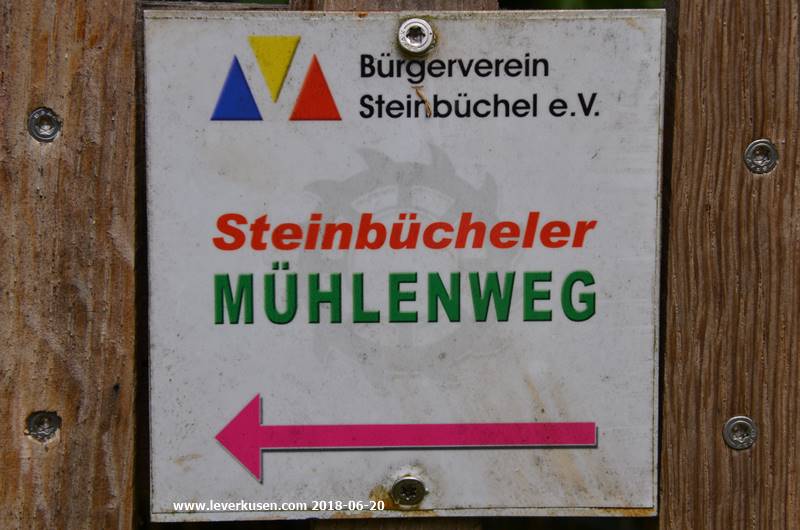 Bürgerverein
Steinbüchel e.V.
Steinbücheler
MÜHLENWEG
www.leverkusen.com 2018-06-20